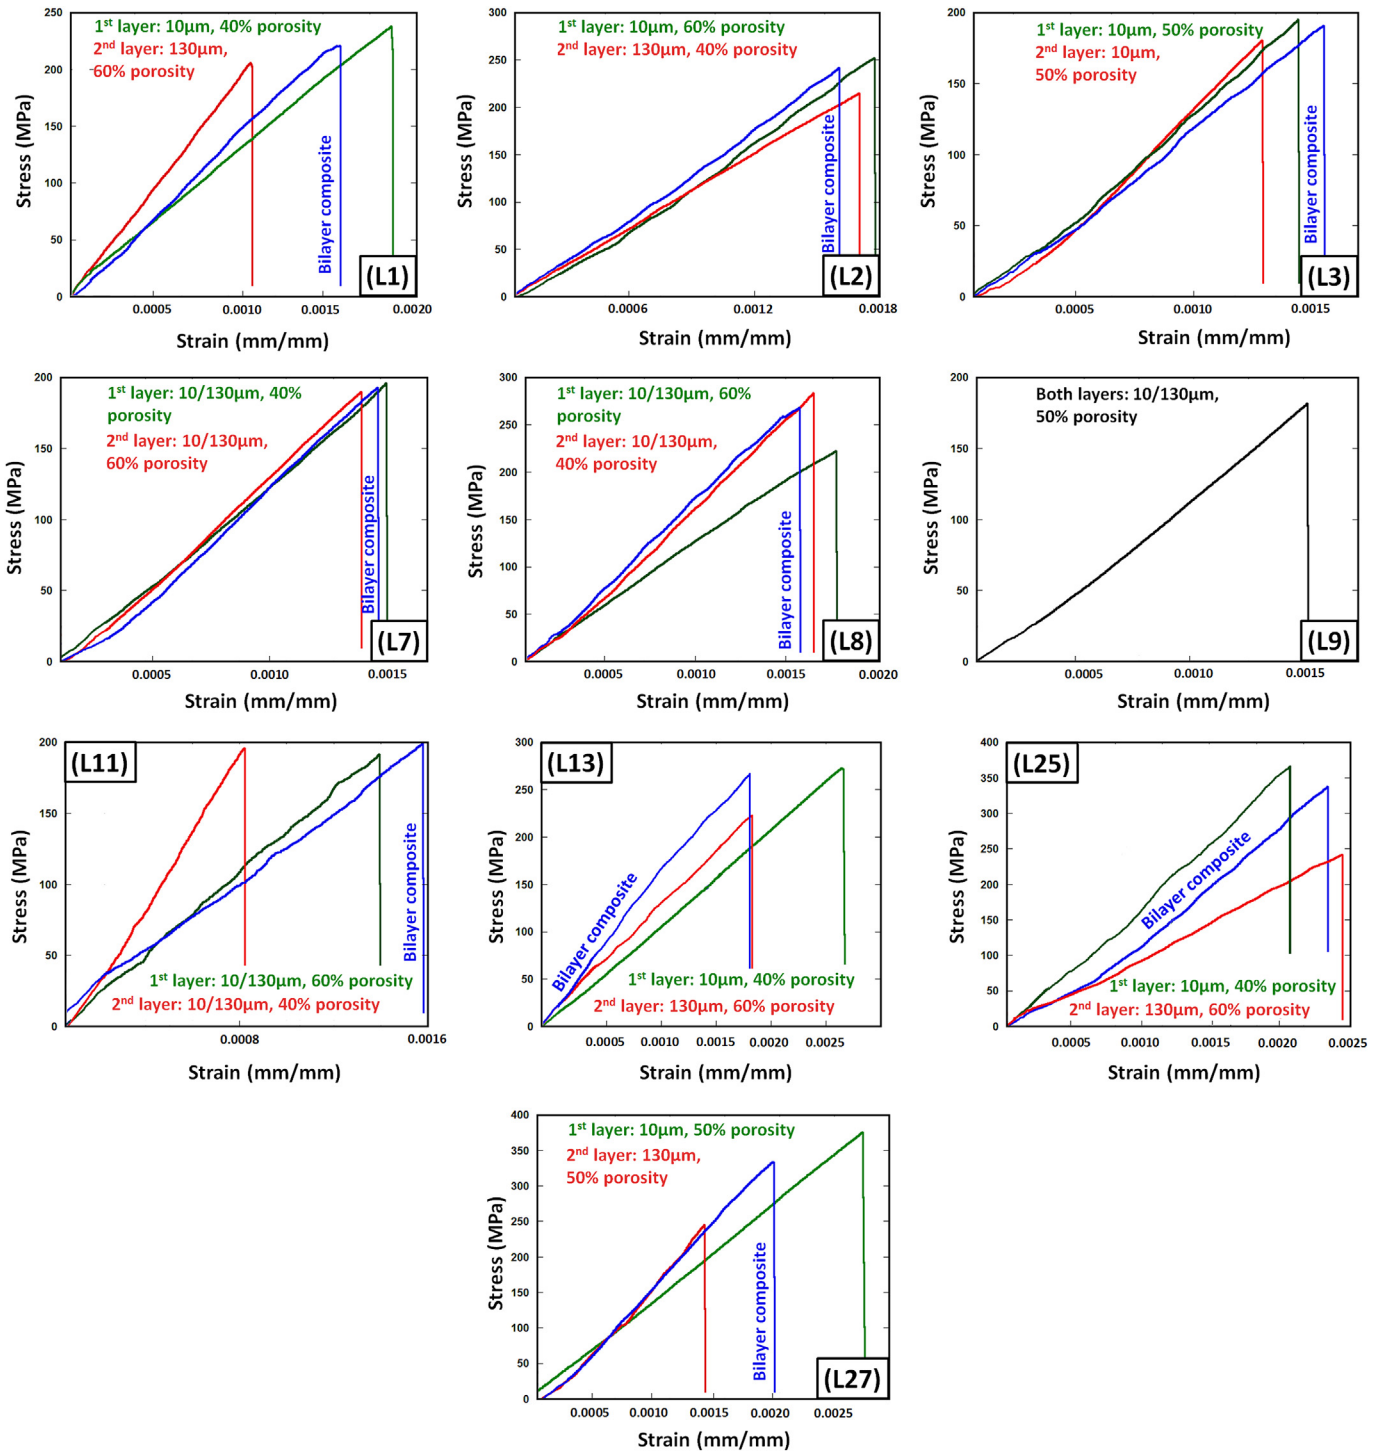 250
200
150
100
50
0
Stress (MPa)
1st layer: 10μm, 40% porosity
2nd layer: 130μm,
-60% porosity
Bilayer composite
(L1)
0.0005
0.0010
0.0015
0.0020
Strain (mm/mm)
300
250
200
150
100
50
0
Stress (MPa)
1st layer: 10μm, 60% porosity
2nd layer: 130μm, 40% porosity
Bilayer composite
(L2)
0.0006
0.0012
0.0018
Strain (mm/mm)
200
150
100
50
0
Stress (MPa)
1st layer: 10μm, 50% porosity
2nd layer: 10μm,
50% porosity
Bilayer composite
(L3)
0.0005
0.0010
0.0015
Strain (mm/mm)
200
150
100
50
0
Stress (MPa)
1st layer: 10/130μm, 40%
porosity
2nd layer: 10/130μm,
60% porosity
Bilayer composite
(L7)
0.0005
0.0010
0.0015
Strain (mm/mm)
300
250
200
150
100
50
0
Stress (MPa)
1st layer: 10/130μm, 60%
porosity
2nd layer: 10/130μm,
40% porosity
Bilayer composite
(L8)
0.0005
0.0010
0.0015
0.0020
Strain (mm/mm)
200
150
100
50
0
Stress (MPa)
Both layers: 10/130μm,
50% porosity
(L9)
0.0005
0.0010
0.0015
Strain (mm/mm)
200
150
100
50
0
Stress (MPa)
(L11)
Bilayer composite
1st layer: 10/130μm, 60% porosity
2nd layer: 10/130μm, 40% porosity
0.0008
0.0016
Strain (mm/mm)
300
250
200
150
100
50
0
Stress (MPa)
(L13)
Bilayer composite
1st layer: 10μm, 40% porosity
2nd layer: 130μm, 60% porosity
0.0005
0.0010
0.0015
0.0020
0.0025
Strain (mm/mm)
400
350
300
250
200
150
100
50
0
Stress (MPa)
(L25)
Bilayer composite
1st layer: 10μm, 40% porosity
2nd layer: 130μm, 60% porosity
0.0005
0.0010
0.0015
0.0020
0.0025
Strain (mm/mm)
400
350
300
250
200
150
100
50
0
Stress (MPa)
1st layer: 10μm, 50% porosity
2nd layer: 130μm,
50% porosity
Bilayer composite
(L27)
0.0005
0.0010
0.0015
0.0020
0.0025
Strain (mm/mm)